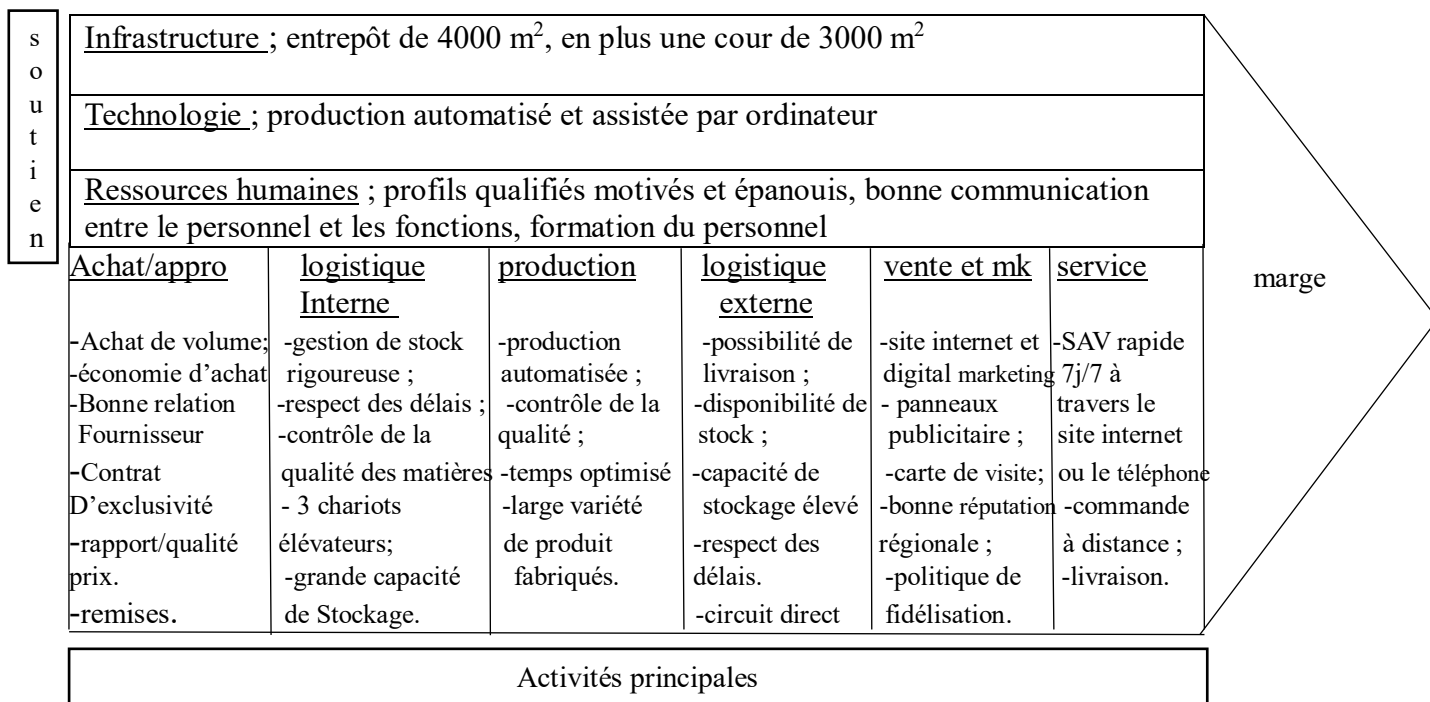 soutien
Infrastructure ; entrepôt de 4000 m², en plus une cour de 3000 m²
Technologie ; production automatisé et assistée par ordinateur
Ressources humaines ; profils qualifiés motivés et épanouis, bonne communication
entre le personnel et les fonctions, formation du personnel
Achat/appro
-Achat de volume;
-économie d’achat
-Bonne relation
Fournisseur
-Contrat
D’exclusivité
-rapport/qualité
prix.
-remises.
logistique
Interne
-gestion de stock
rigoureuse ;
-respect des délais ;
-contrôle de la
qualité des matières
- 3 chariots
élévateurs;
-grande capacité
de Stockage.
production
-production
automatisée ;
-contrôle de la
qualité ;
-temps optimisé
-large variété
de produit
fabriqués.
logistique
externe
-possibilité de
livraison ;
-disponibilité de
stock ;
-capacité de
stockage élevé
-respect des
délais.
-circuit direct
vente et mk
-site internet et
digital marketing
- panneaux
publicitaire ;
-carte de visite;
-bonne réputation
régionale ;
-politique de
fidélisation.
service
-SAV rapide
7j/7 à
travers le
site internet
ou le téléphone
-commande
à distance ;
-livraison.
marge
Activités principales